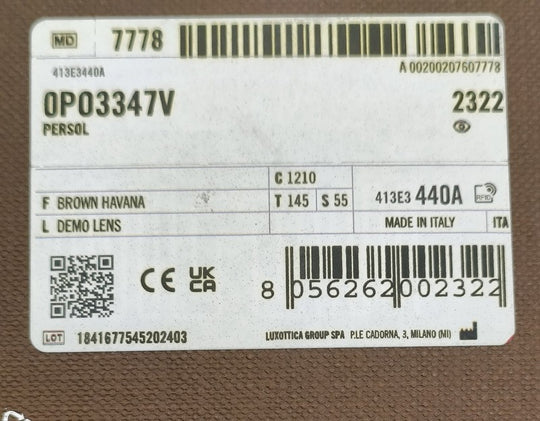 MD 7778
A 00200207607778
413E3440A
0PO3347V 2322
PERSOL
C 1210
F BROWN HAVANA T 145 S 55 413E3 440A RFID
L DEMO LENS MADE IN ITALY ITA
CE UK CA
8 056262 002322
LOT 1841677545202403 LUXOTTICA GROUP SPA P.LE CADORNA, 3, MILANO (MI)